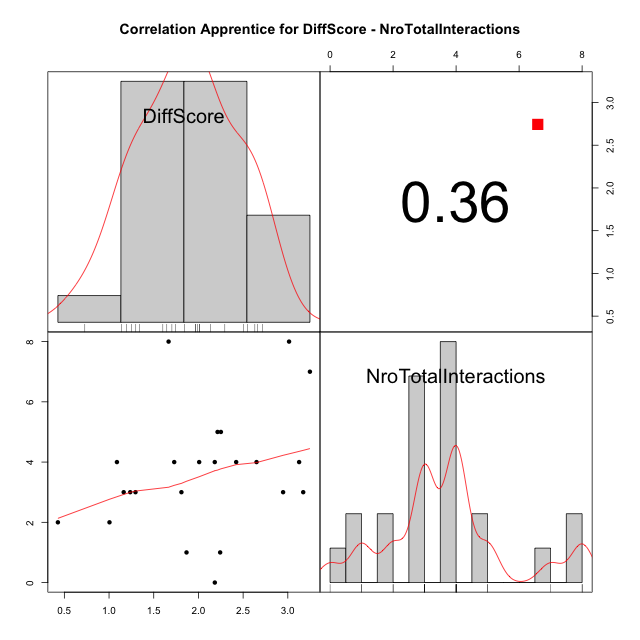 Correlation Apprentice for DiffScore - NroTotalInteractions
0 2 4 6 8
DiffScore
0.36
3.0
2.5
2.0
1.5
1.0
0.5
8
6
4
2
0
NroTotalInteractions
0.5 1.0 1.5 2.0 2.5 3.0